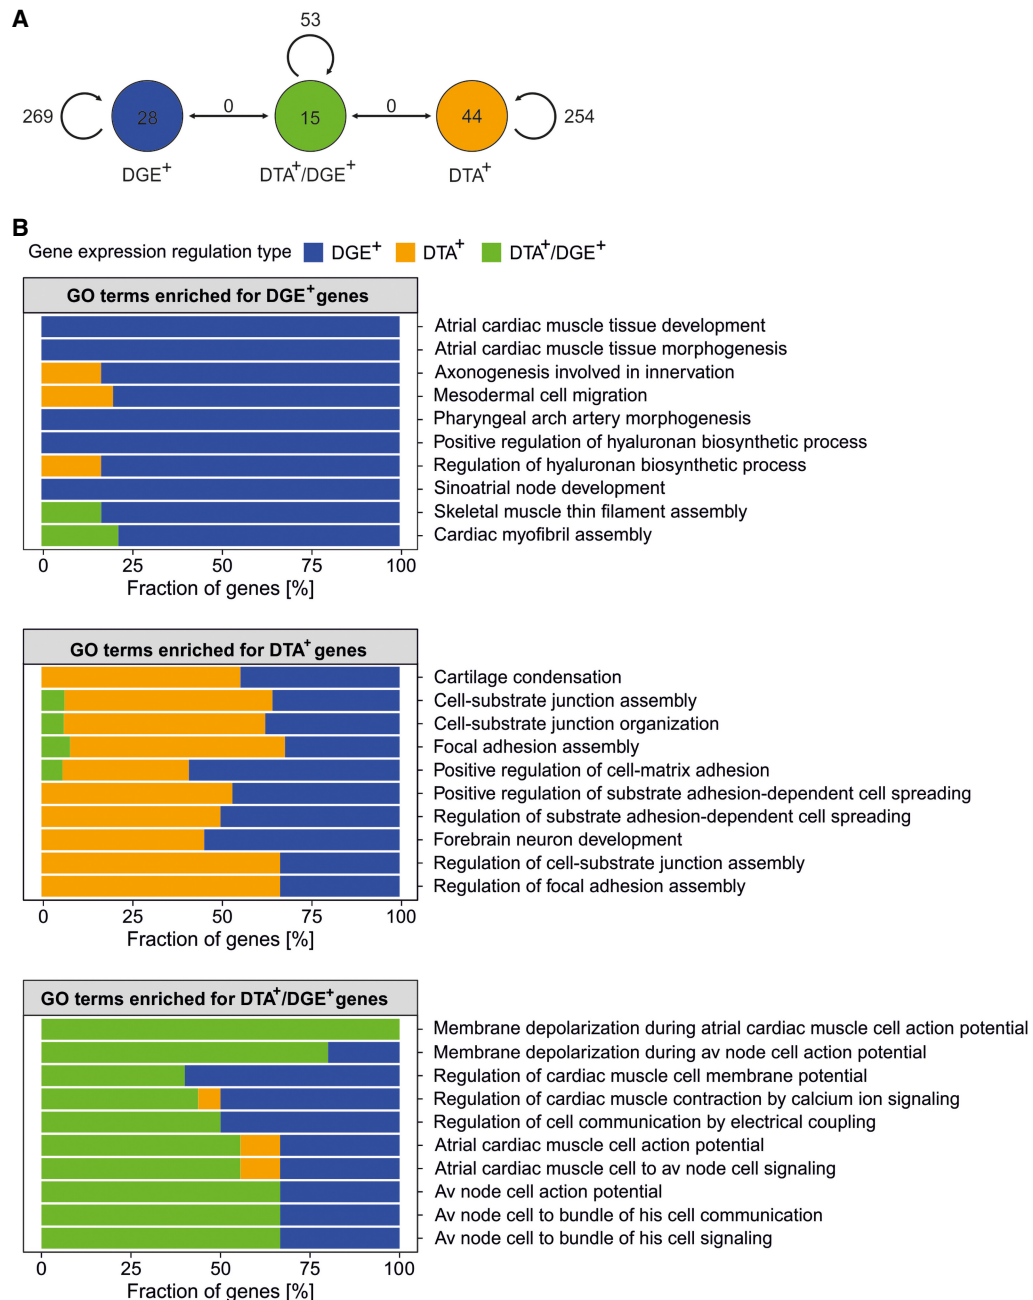 A
53
269
28
0
15
0
44
254
DGE+
DTA+/DGE+
DTA+
B
Gene expression regulation type DGE+ DTA+ DTA+/DGE+
GO terms enriched for DGE+ genes
Atrial cardiac muscle tissue development
Atrial cardiac muscle tissue morphogenesis
Axonogenesis involved in innervation
Mesodermal cell migration
Pharyngeal arch artery morphogenesis
Positive regulation of hyaluronan biosynthetic process
Regulation of hyaluronan biosynthetic process
Sinoatrial node development
Skeletal muscle thin filament assembly
Cardiac myofibril assembly
0 25 50 75 100
Fraction of genes [%]
GO terms enriched for DTA+ genes
Cartilage condensation
Cell-substrate junction assembly
Cell-substrate junction organization
Focal adhesion assembly
Positive regulation of cell-matrix adhesion
Positive regulation of substrate adhesion-dependent cell spreading
Regulation of substrate adhesion-dependent cell spreading
Forebrain neuron development
Regulation of cell-substrate junction assembly
Regulation of focal adhesion assembly
0 25 50 75 100
Fraction of genes [%]
GO terms enriched for DTA+/DGE+ genes
Membrane depolarization during atrial cardiac muscle cell action potential
Membrane depolarization during av node cell action potential
Regulation of cardiac muscle cell membrane potential
Regulation of cardiac muscle contraction by calcium ion signaling
Regulation of cell communication by electrical coupling
Atrial cardiac muscle cell action potential
Atrial cardiac muscle cell to av node cell signaling
Av node cell action potential
Av node cell to bundle of his cell communication
Av node cell to bundle of his cell signaling
0 25 50 75 100
Fraction of genes [%]